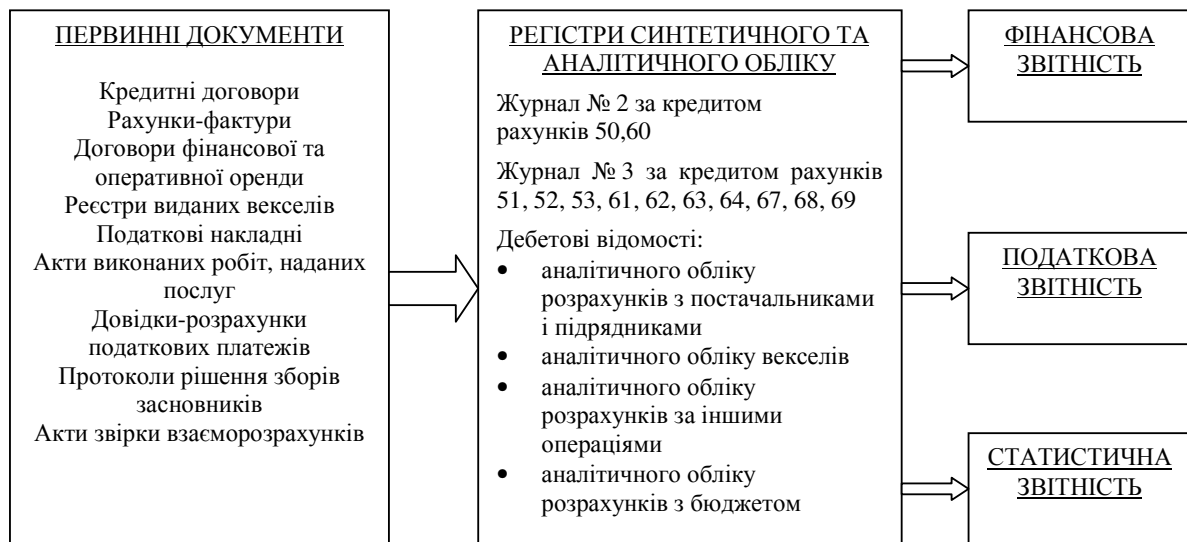 ПЕРВИННІ ДОКУМЕНТИ
Кредитні договори
Рахунки-фактури
Договори фінансової та
оперативної оренди
Реєстри виданих векселів
Податкові накладні
Акти виконаних робіт, наданих
послуг
Довідки-розрахунки
податкових платежів
Протоколи рішення зборів
засновників
Акти звірки взаєморозрахунків
РЕГІСТРИ СИНТЕТИЧНОГО ТА
АНАЛІТИЧНОГО ОБЛІКУ
Журнал № 2 за кредитом
рахунків 50,60
Журнал № 3 за кредитом рахунків
51, 52, 53, 61, 62, 63, 64, 67, 68, 69
Дебетові відомості:
• аналітичного обліку
розрахунків з постачальниками
і підрядниками
• аналітичного обліку векселів
• аналітичного обліку
розрахунків за іншими
операціями
• аналітичного обліку
розрахунків з бюджетом
ФІНАНСОВА
ЗВІТНІСТЬ
ПОДАТКОВА
ЗВІТНІСТЬ
СТАТИСТИЧНА
ЗВІТНІСТЬ